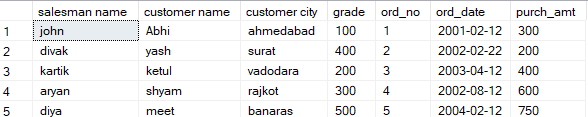 salesman name customer name customer city grade ord_no ord_date purch_amt
1 john Abhi ahmedabad 100 1 2001-02-12 300
2 divak yash surat 400 2 2002-02-22 200
3 kartik ketul vadodara 200 3 2003-04-12 400
4 aryan shyam rajkot 300 4 2002-08-12 600
5 diya meet banaras 500 5 2004-02-12 750